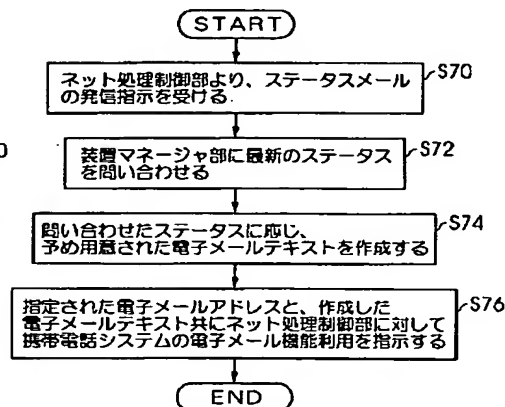 START
ネット処理制御部より、ステータスメール
の発信指示を受ける
S70
装置マネージャ部に最新のステータス
を問い合わせる
S72
問い合わせたステータスに応じ、
予め用意された電子メールテキストを作成する
S74
指定された電子メールアドレスと、作成した
電子メールテキスト共にネット処理制御部に対して
携帯電話システムの電子メール機能利用を指示する
S76
END